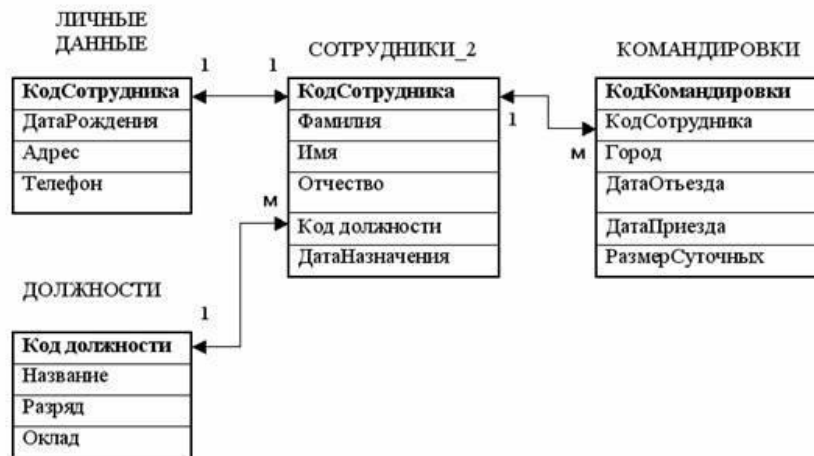 ЛИЧНЫЕ
ДАННЫЕ
1
КодСотрудника
ДатаРождения
Адрес
Телефон
СОТРУДНИКИ_2
1
КодСотрудника
1
Фамилия
Имя
Отчество
м
Код должности
ДатаНазначения
КОМАНДИРОВКИ
КодКомандировки
КодСотрудника
м
Город
ДатаОтьезда
ДатаПриезда
РазмерСуточных
ДОЛЖНОСТИ
1
Код должности
Название
Разряд
Оклад